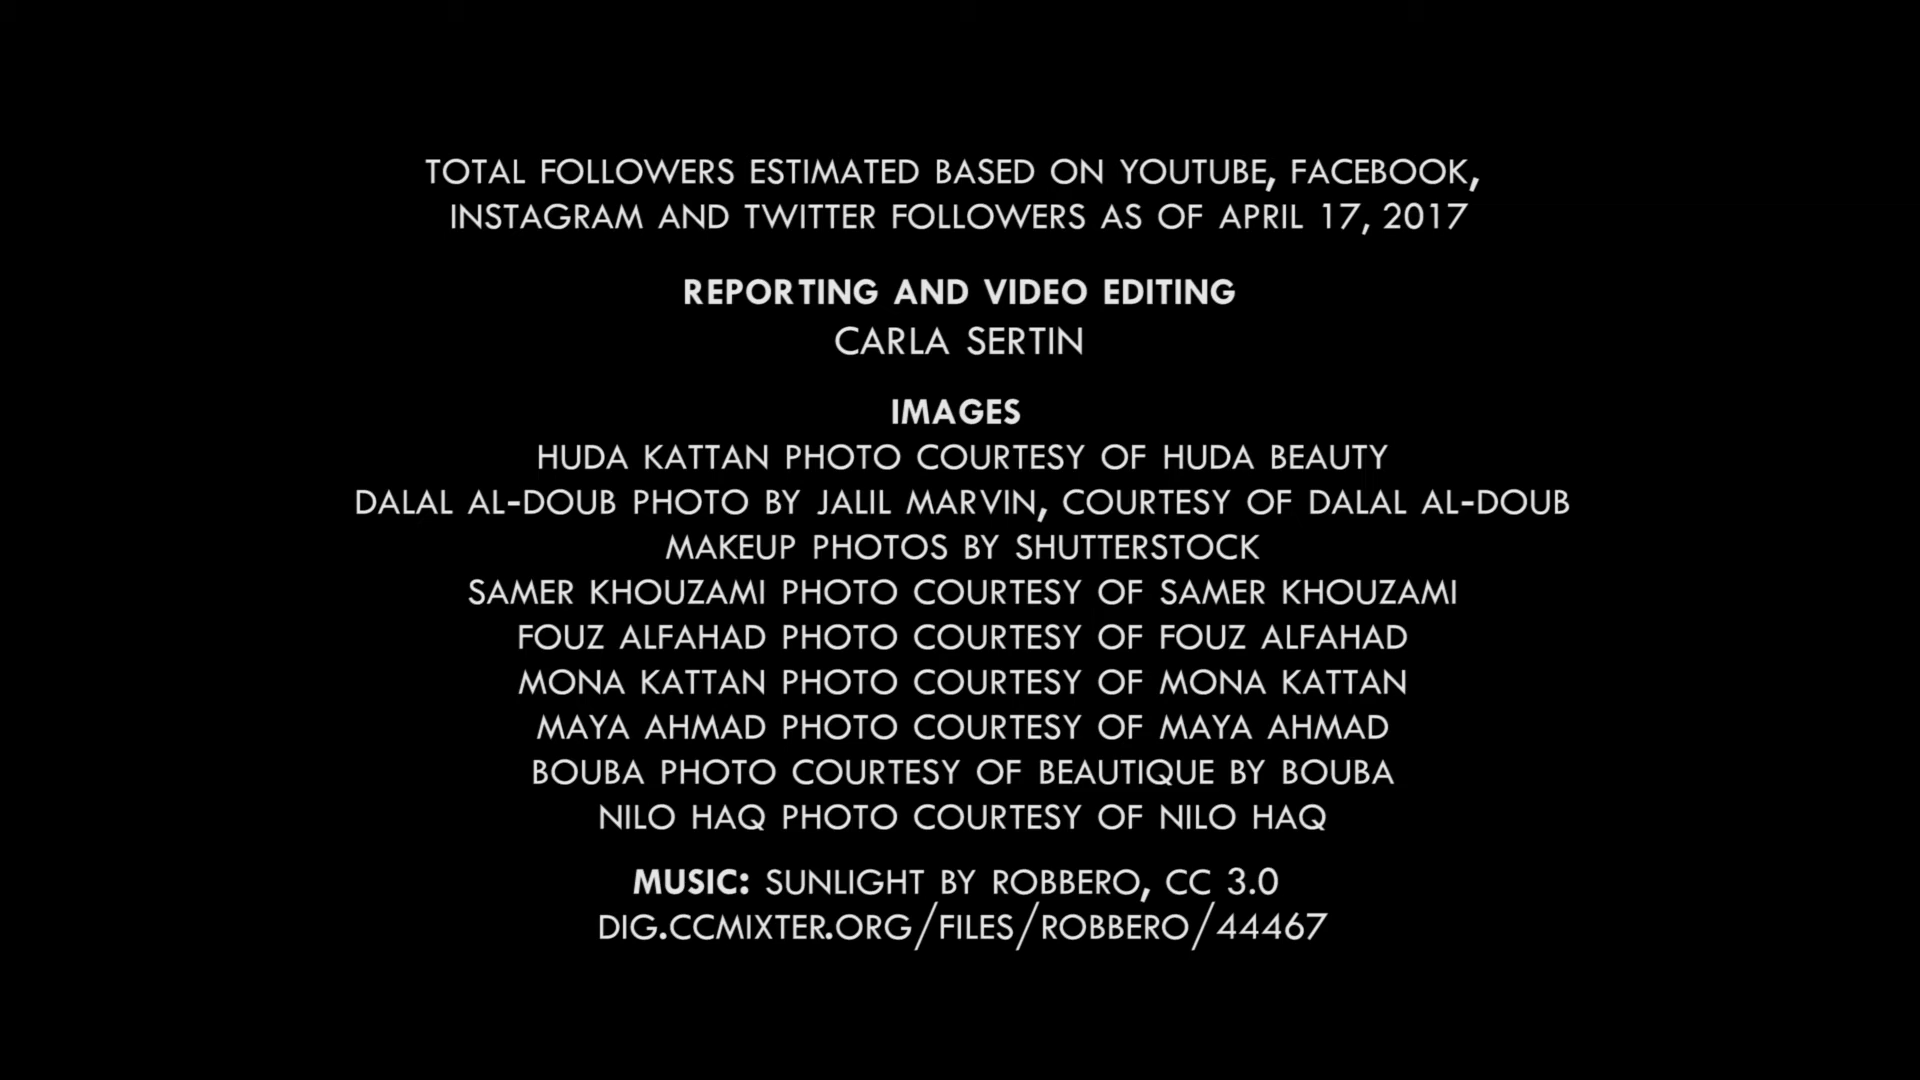 TOTAL FOLLOWERS ESTIMATED BASED ON YOUTUBE, FACEBOOK,
INSTAGRAM AND TWITTER FOLLOWERS AS OF APRIL 17, 2017
REPORTING AND VIDEO EDITING
CARLA SERTIN
IMAGES
HUDA KATTAN PHOTO COURTESY OF HUDA BEAUTY
DALAL AL-DOUB PHOTO BY JALIL MARVIN, COURTESY OF DALAL AL-DOUB
MAKEUP PHOTOS BY SHUTTERSTOCK
SAMER KHOUZAMI PHOTO COURTESY OF SAMER KHOUZAMI
FOUZ ALFAHAD PHOTO COURTESY OF FOUZ ALFAHAD
MONA KATTAN PHOTO COURTESY OF MONA KATTAN
MAYA AHMAD PHOTO COURTESY OF MAYA AHMAD
BOUBA PHOTO COURTESY OF BEAUTIQUE BY BOUBA
NILO HAQ PHOTO COURTESY OF NILO HAQ
MUSIC: SUNLIGHT BY ROBBERO, CC 3.0
DIG.CCMIXTER.ORG/FILES/ROBBERO/44467